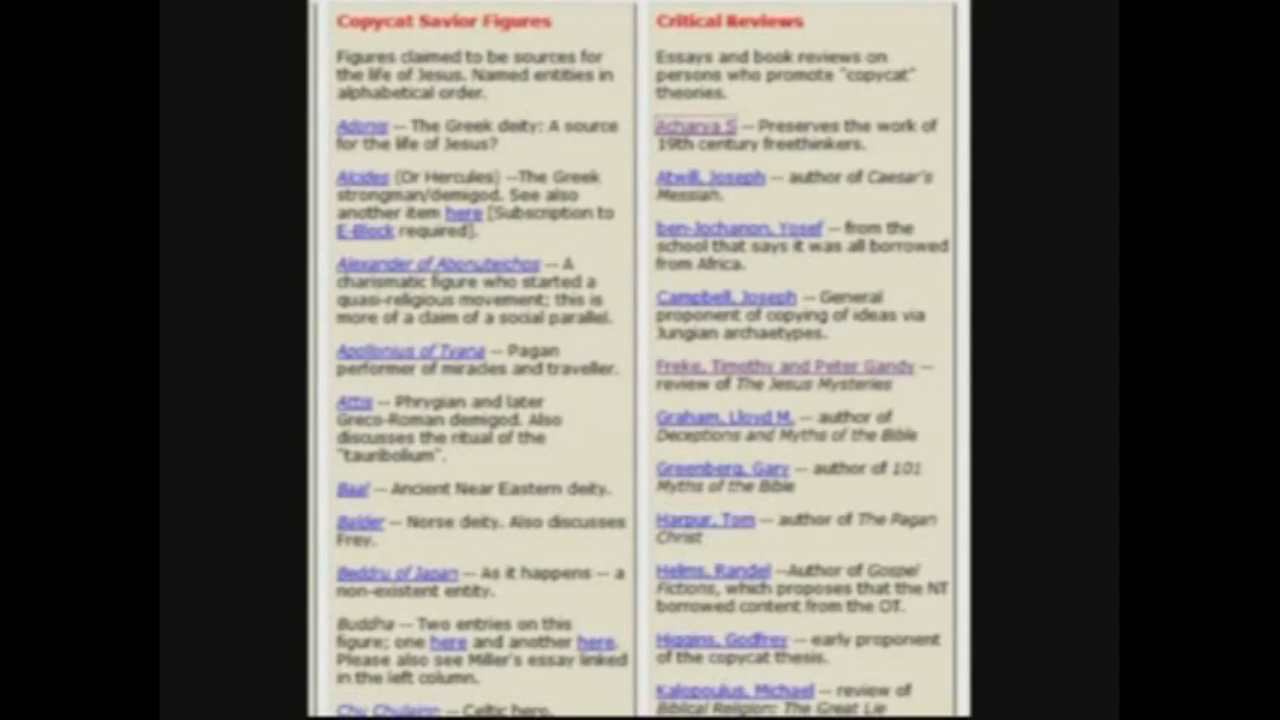 Copycat Savior Figures
Figures claimed to be sources for
the life of Jesus. Named entities in
alphabetical order.
Adonis -- The Greek deity: A source
for the life of Jesus?
Alcides (Or Hercules) --The Greek
strongman/demigod. See also
another item here [Subscription to
E-Block required].
Alexander of Abonuteichos -- A
charismatic figure who started a
quasi-religious movement; this is
more of a claim of a social parallel.
Apollonius of Tyana -- Pagan
performer of miracles and traveller.
Attis -- Phrygian and later
Greco-Roman demigod. Also
discusses the ritual of the
"tauribolium".
Baal -- Ancient Near Eastern deity.
Balder -- Norse deity. Also discusses
Frey.
Beddru of Japan -- As it happens -- a
non-existent entity.
Buddha -- Two entries on this
figure; one here and another here.
Please also see Miller's essay linked
in the left column.
Chu Chulainn -- Celtic hero.
Critical Reviews
Essays and book reviews on
persons who promote "copycat"
theories.
Acharya S -- Preserves the work of
19th century freethinkers.
Atwill, Joseph -- author of Caesar's
Messiah.
ben-Jochanon, Yosef -- from the
school that says it was all borrowed
from Africa.
Campbell, Joseph -- General
proponent of copying of ideas via
Jungian archaetypes.
Freke, Timothy and Peter Gandy --
review of The Jesus Mysteries
Graham, Lloyd M. -- author of
Deceptions and Myths of the Bible
Greenberg, Gary -- author of 101
Myths of the Bible
Harpur, Tom -- author of The Pagan
Christ
Helms, Randel --Author of Gospel
Fictions, which proposes that the NT
borrowed content from the OT.
Higgins, Godfrey -- early proponent
of the copycat thesis.
Kalopoulus, Michael -- review of
Biblical Religion: The Great Lie